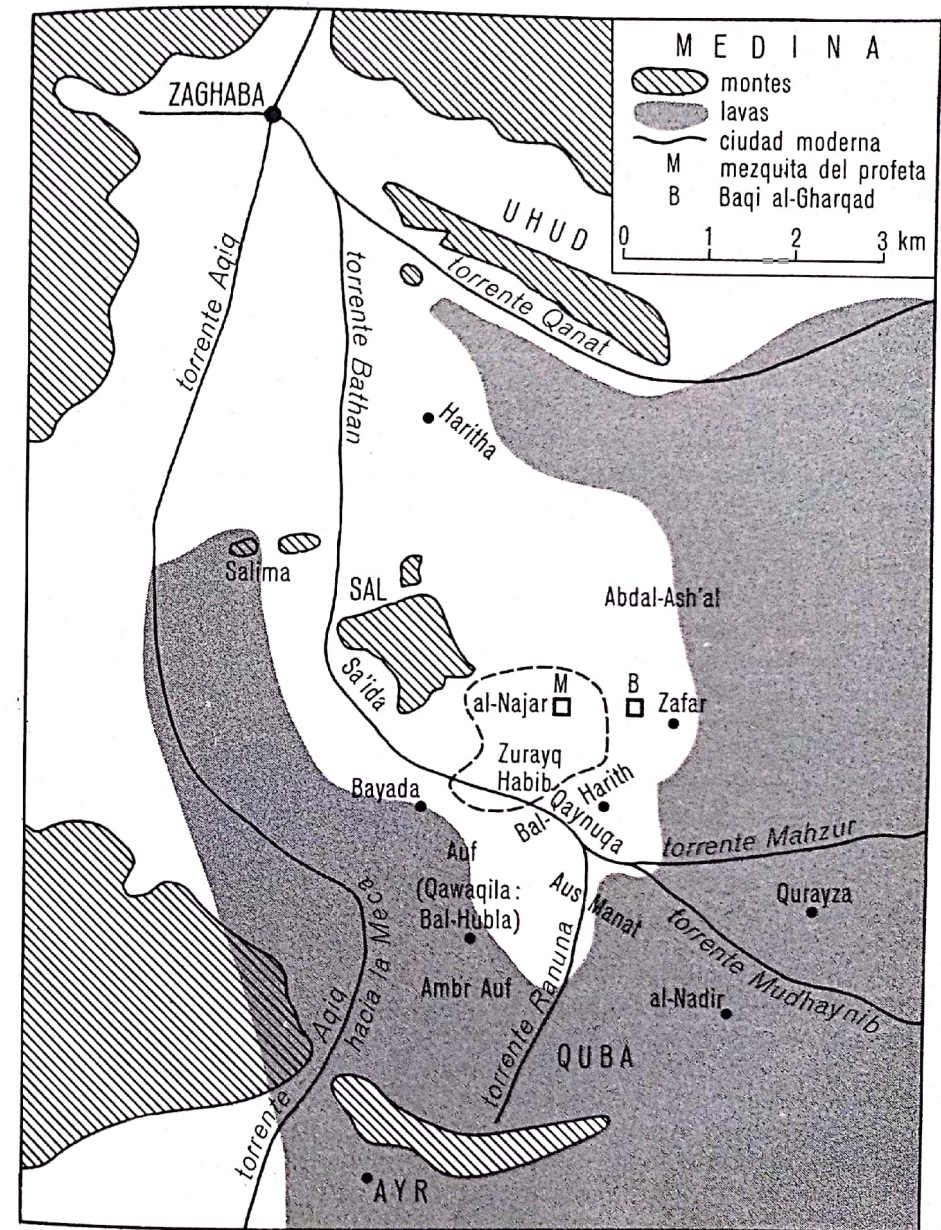 MEDINA
montes
lavas
ciudad moderna
M mezquita del profeta
B Baqi al-Gharqad
0 1 2 3 km
ZAGHABA
UHUD
torrente Aqiq
torrente Bathan
torrente Qanat
Haritha
Salima
SAL
Abdal-Ash'al
Sa'ida
M
B
al-Najar
Zafar
Zurayq
Habib
Harith
Bayada
Bal-Qaynuqa
torrente Mahzur
Auf
(Qawaqila:
Bal-Hubla)
Aus Manat
Qurayza
torrente Mudhaynib
Ambr Auf
torrente Ranuna
al-Nadir
QUBA
torrente Aqiq
hacia la Meca
AYR